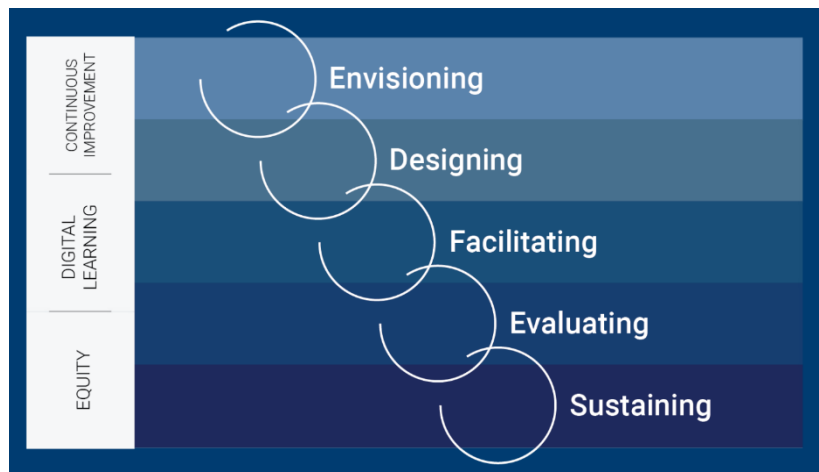 CONTINUOUS
IMPROVEMENT
DIGITAL
LEARNING
EQUITY
Envisioning
Designing
Facilitating
Evaluating
Sustaining